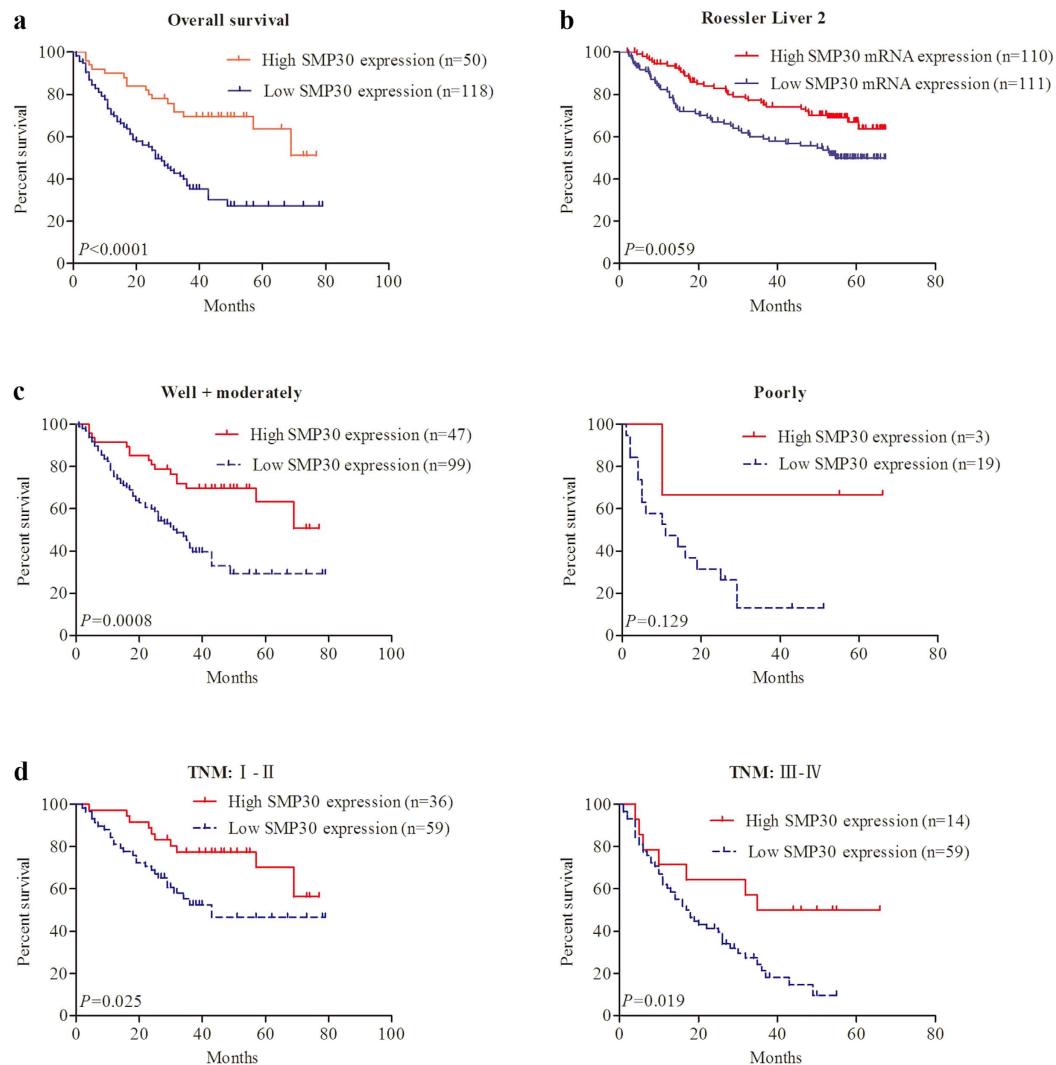 a
Overall survival
High SMP30 expression (n=50)
Low SMP30 expression (n=118)
Percent survival
100
80
60
40
20
0
P<0.0001
0 20 40 60 80 100
Months
b
Roessler Liver 2
High SMP30 mRNA expression (n=110)
Low SMP30 mRNA expression (n=111)
Percent survival
100
80
60
40
20
0
P=0.0059
0 20 40 60 80
Months
c
Well + moderately
High SMP30 expression (n=47)
Low SMP30 expression (n=99)
Percent survival
100
80
60
40
20
0
P=0.0008
0 20 40 60 80 100
Months
Poorly
High SMP30 expression (n=3)
Low SMP30 expression (n=19)
Percent survival
100
80
60
40
20
0
P=0.129
0 20 40 60 80
Months
d
TNM: Ⅰ - Ⅱ
High SMP30 expression (n=36)
Low SMP30 expression (n=59)
Percent survival
100
80
60
40
20
0
P=0.025
0 20 40 60 80 100
Months
TNM: Ⅲ-Ⅳ
High SMP30 expression (n=14)
Low SMP30 expression (n=59)
Percent survival
100
80
60
40
20
0
P=0.019
0 20 40 60 80
Months